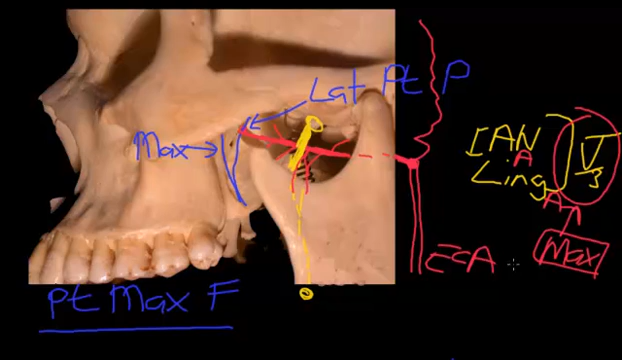 Lat Pt P
Max
IAN
A
Ling
V3
A
Max
ECA
Pt Max F